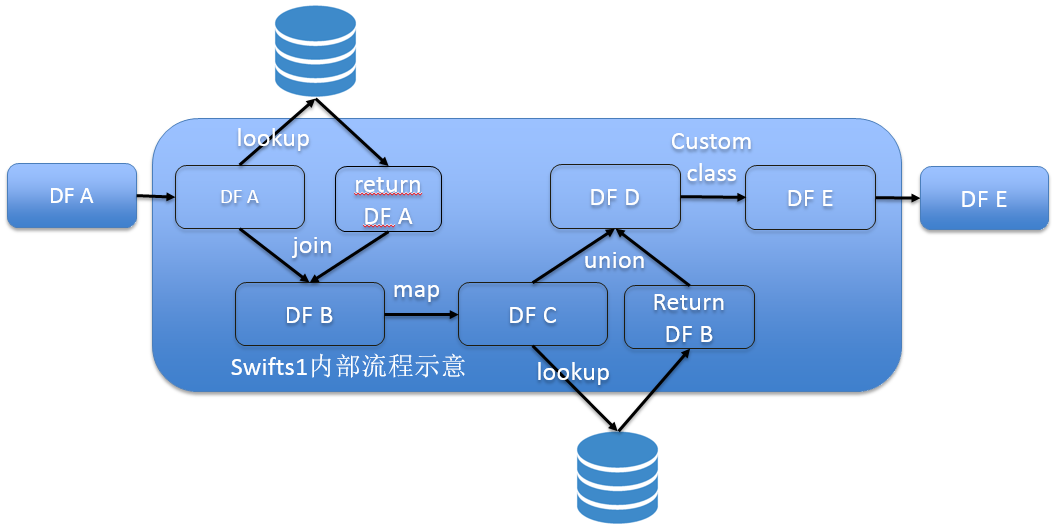 lookup
Custom
class
DF A
DF A
return
DF A
DF D
DF E
DF E
join
union
map
DF B
DF C
Return
DF B
Swifts1内部流程示意
lookup